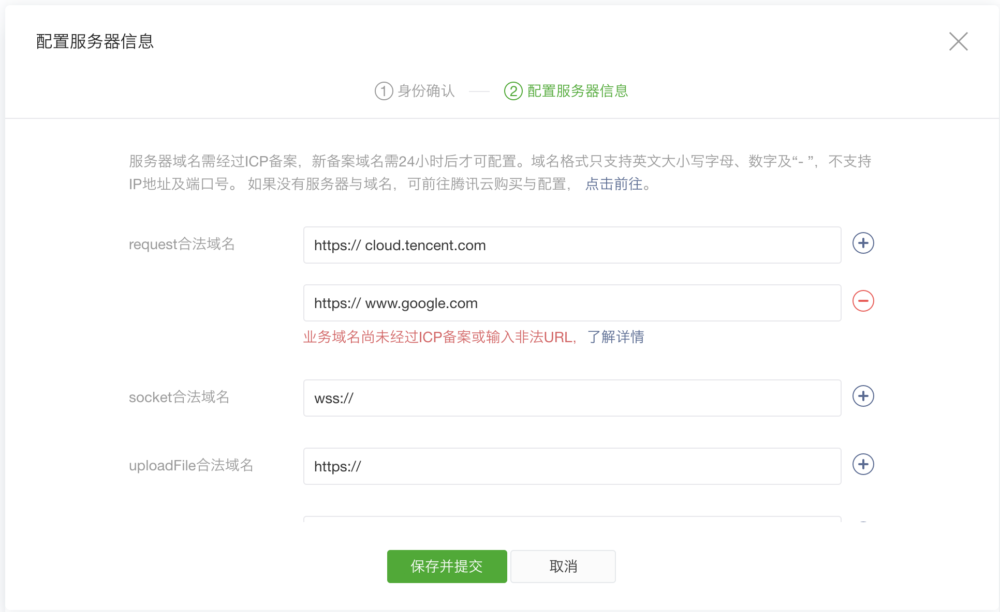 配置服务器信息
1 身份确认 2 配置服务器信息
服务器域名需经过ICP备案，新备案域名需24小时后才可配置。域名格式只支持英文大小写字母、数字及“- ”，不支持
IP地址及端口号。 如果没有服务器与域名，可前往腾讯云购买与配置， 点击前往。
request合法域名 https:// cloud.tencent.com
https:// www.google.com
业务域名尚未经过ICP备案或输入非法URL， 了解详情
socket合法域名 wss://
uploadFile合法域名 https://
保存并提交 取消